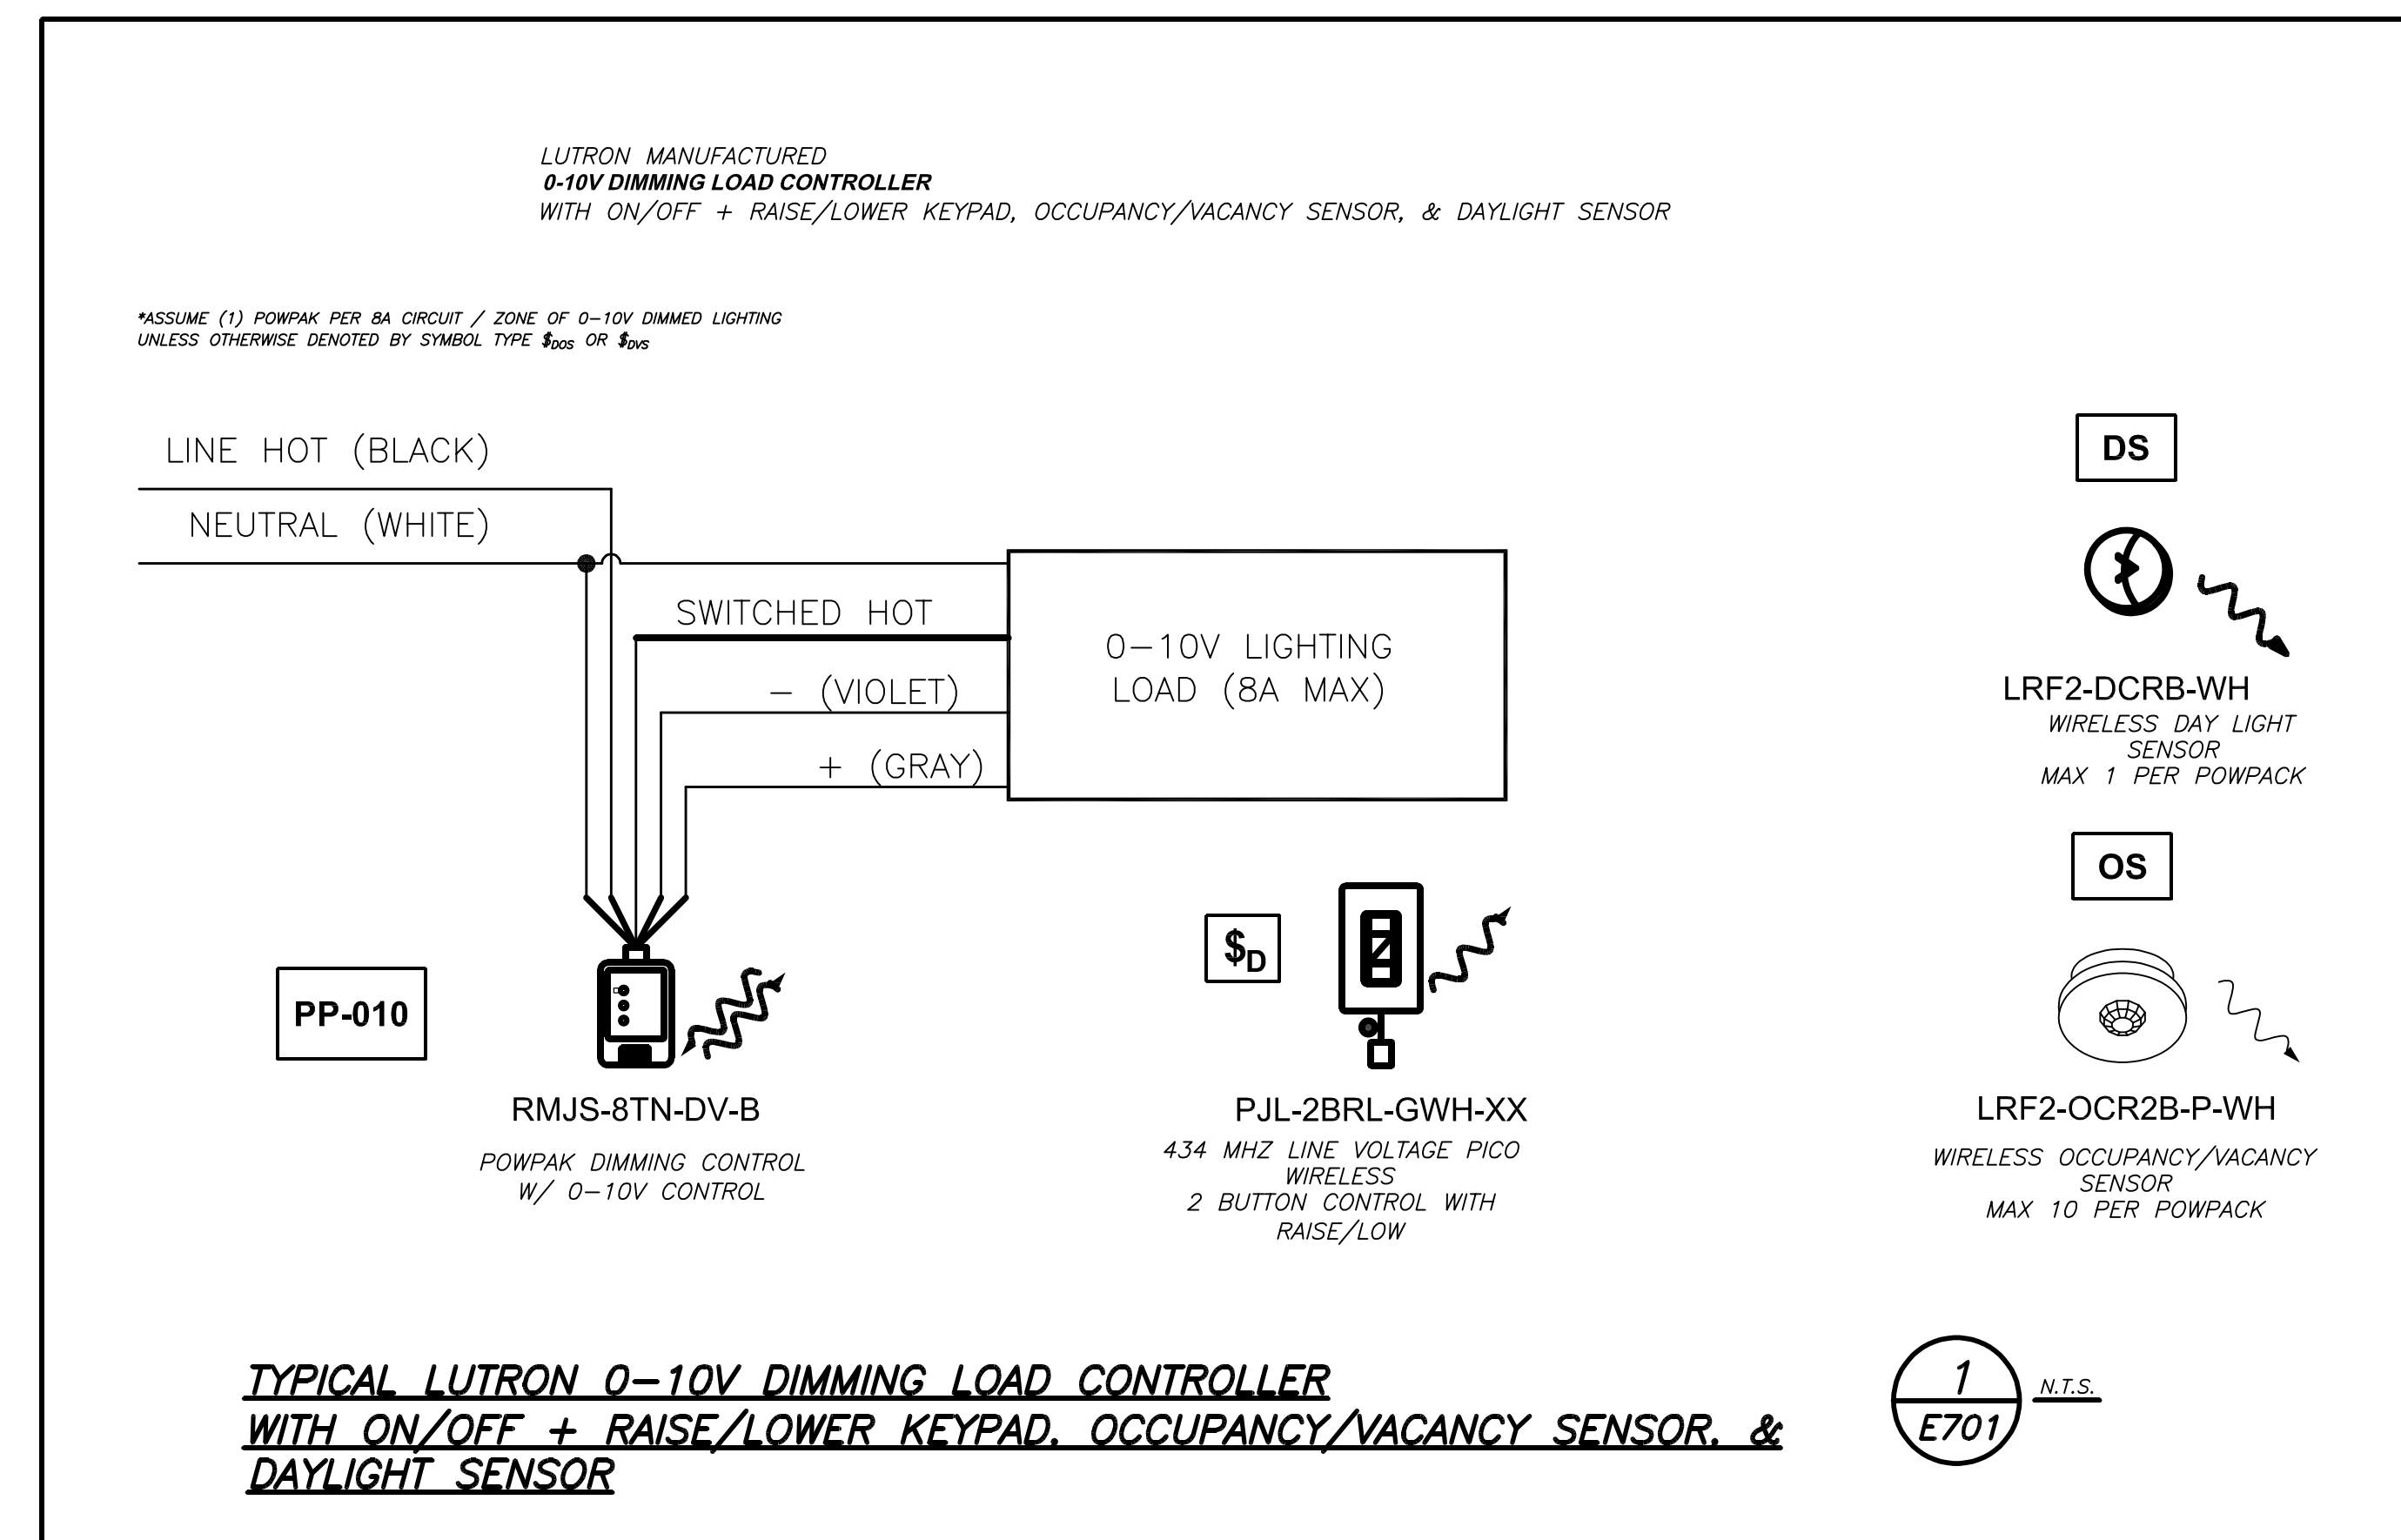 LUTRON MANUFACTURED
0-10V DIMMING LOAD CONTROLLER
WITH ON/OFF + RAISE/LOWER KEYPAD, OCCUPANCY/VACANCY SENSOR, & DAYLIGHT SENSOR
*ASSUME (1) POWPAK PER 8A CIRCUIT / ZONE OF 0-10V DIMMED LIGHTING
UNLESS OTHERWISE DENOTED BY SYMBOL TYPE $DOS OR $DVS
LINE HOT (BLACK)
NEUTRAL (WHITE)
SWITCHED HOT
- (VIOLET)
+ (GRAY)
0-10V LIGHTING
LOAD (8A MAX)
DS
LRF2-DCRB-WH
WIRELESS DAY LIGHT
SENSOR
MAX 1 PER POWPACK
OS
LRF2-OCR2B-P-WH
WIRELESS OCCUPANCY/VACANCY
SENSOR
MAX 10 PER POWPACK
PP-010
RMJS-8TN-DV-B
POWPAK DIMMING CONTROL
W/ 0-10V CONTROL
$D
PJL-2BRL-GWH-XX
434 MHZ LINE VOLTAGE PICO
WIRELESS
2 BUTTON CONTROL WITH
RAISE/LOW
TYPICAL LUTRON 0-10V DIMMING LOAD CONTROLLER
WITH ON/OFF + RAISE/LOWER KEYPAD, OCCUPANCY/VACANCY SENSOR, &
DAYLIGHT SENSOR
1
E701
N.T.S.